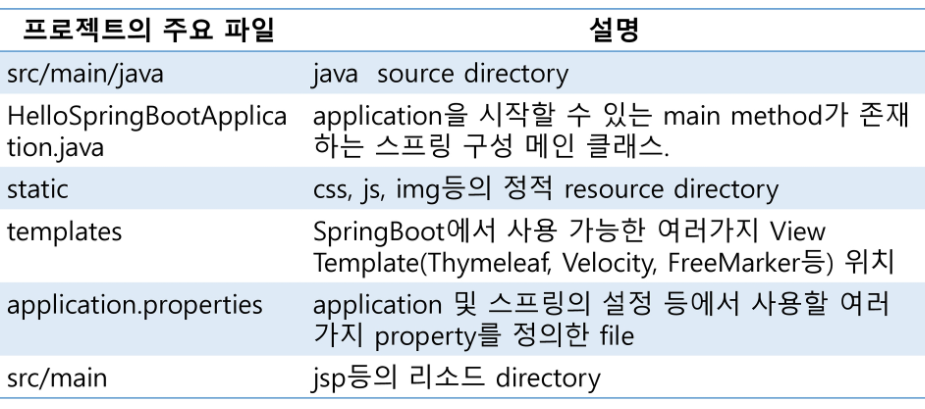 프로젝트의 주요 파일 설명
src/main/java java source directory
HelloSpringBootApplica application을 시작할 수 있는 main method가 존재
tion.java 하는 스프링 구성 메인 클래스.
static css, js, img등의 정적 resource directory
templates SpringBoot에서 사용 가능한 여러가지 View
Template(Thymeleaf, Velocity, FreeMarker등) 위치
application.properties application 및 스프링의 설정 등에서 사용할 여러
가지 property를 정의한 file
src/main jsp등의 리소드 directory